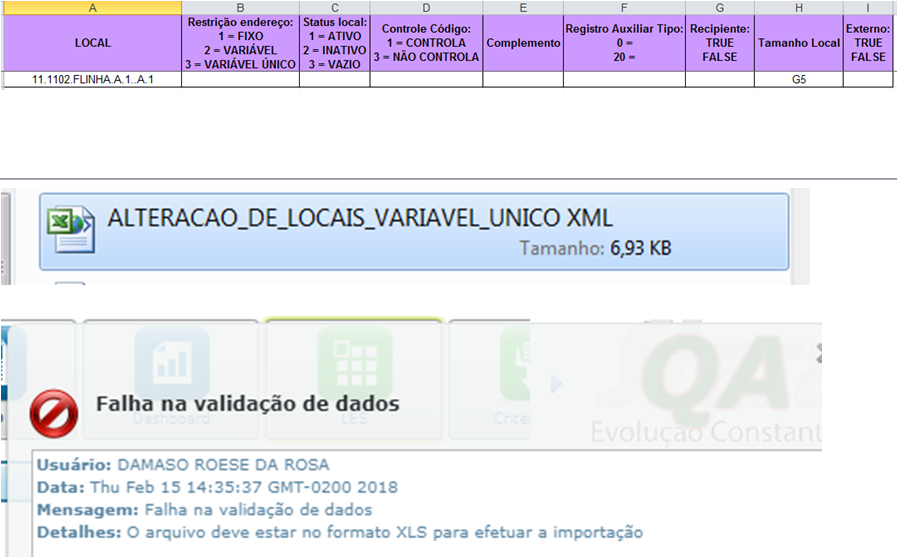 A B C D E F G H I
LOCAL
Restrição endereço:
1 = FIXO
2 = VARIÁVEL
3 = VARIÁVEL ÚNICO
Status local:
1 = ATIVO
2 = INATIVO
3 = VAZIO
Controle Código:
1 = CONTROLA
3 = NÃO CONTROLA
Complemento
Registro Auxiliar Tipo:
0 =
20 =
Recipiente:
TRUE
FALSE
Tamanho Local
Externo:
TRUE
FALSE
11.1102.FLINHA.A.1..A.1 G5
ALTERACAO_DE_LOCAIS_VARIAVEL_UNICO XML
Tamanho: 6,93 KB
QA
Evolução Constant
Dashboard LES Crite
Falha na validação de dados
Usuário: DAMASO ROESE DA ROSA
Data: Thu Feb 15 14:35:37 GMT-0200 2018
Mensagem: Falha na validação de dados
Detalhes: O arquivo deve estar no formato XLS para efetuar a importação